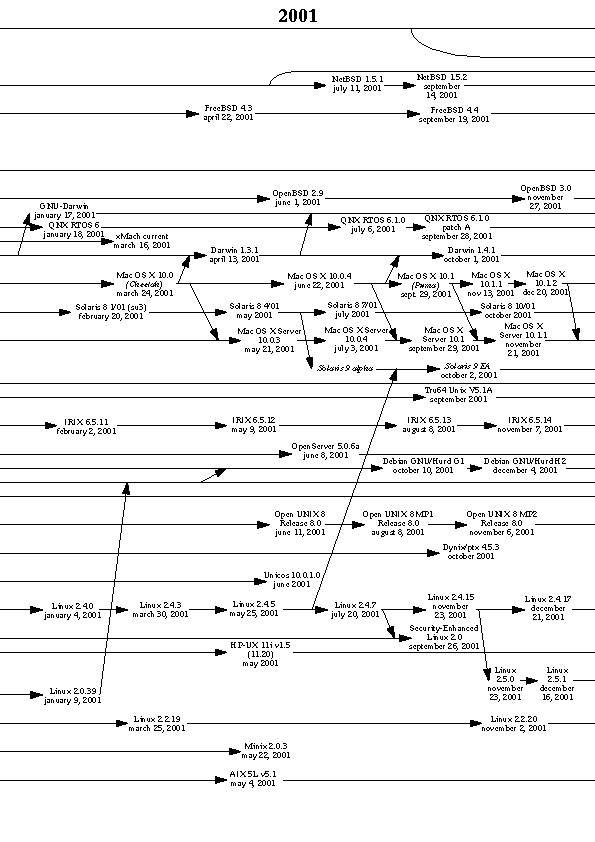 2001
NetBSD 1.5.1
july 11, 2001
NetBSD 1.5.2
september
14, 2001
FreeBSD 4.3
april 22, 2001
FreeBSD 4.4
september 19, 2001
OpenBSD 2.9
june 1, 2001
OpenBSD 3.0
november
27, 2001
GNU-Darwin
january 17, 2001
QNX RTOS 6
january 18, 2001
QNX RTOS 6.1.0
july 6, 2001
QNX RTOS 6.1.0
patch A
september 28, 2001
xMach current
march 16, 2001
Darwin 1.3.1
april 13, 2001
Darwin 1.4.1
october 1, 2001
Mac OS X 10.0
(Cheetah)
march 24, 2001
Mac OS X 10.0.4
june 22, 2001
Mac OS X 10.1
(Puma)
sept. 29, 2001
Mac OS X
10.1.1
nov 13, 2001
Mac OS X
10.1.2
dec 20, 2001
Solaris 8 1/01 (su3)
february 20, 2001
Solaris 8 4/01
may 2001
Solaris 8 7/01
july 2001
Solaris 8 10/01
october 2001
Mac OS X Server
10.0.3
may 21, 2001
Mac OS X Server
10.0.4
july 3, 2001
Mac OS X
Server 10.1
september 29, 2001
Mac OS X
Server 10.1.1
november
21, 2001
Solaris 9 alpha
Solaris 9 EA
october 2, 2001
Tru64 Unix V5.1A
september 2001
IRIX 6.5.11
february 2, 2001
IRIX 6.5.12
may 9, 2001
IRIX 6.5.13
august 8, 2001
IRIX 6.5.14
november 7, 2001
OpenServer 5.0.6a
june 8, 2001
Debian GNU/Hurd G1
october 10, 2001
Debian GNU/Hurd H2
december 4, 2001
Open UNIX 8
Release 8.0
june 11, 2001
Open UNIX 8 MP1
Release 8.0
august 8, 2001
Open UNIX 8 MP2
Release 8.0
november 6, 2001
Dynix/ptx 4.5.3
october 2001
Unicos 10.0.1.0
june 2001
Linux 2.4.0
january 4, 2001
Linux 2.4.3
march 30, 2001
Linux 2.4.5
may 25, 2001
Linux 2.4.7
july 20, 2001
Linux 2.4.15
november
23, 2001
Linux 2.4.17
december
21, 2001
Security-Enhanced
Linux 2.0
september 26, 2001
HP-UX 11i v1.5
(11.20)
may 2001
Linux
2.5.0
november
23, 2001
Linux
2.5.1
december
16, 2001
Linux 2.0.39
january 9, 2001
Linux 2.2.19
march 25, 2001
Linux 2.2.20
november 2, 2001
Minix 2.0.3
may 22, 2001
AIX 5L v5.1
may 4, 2001